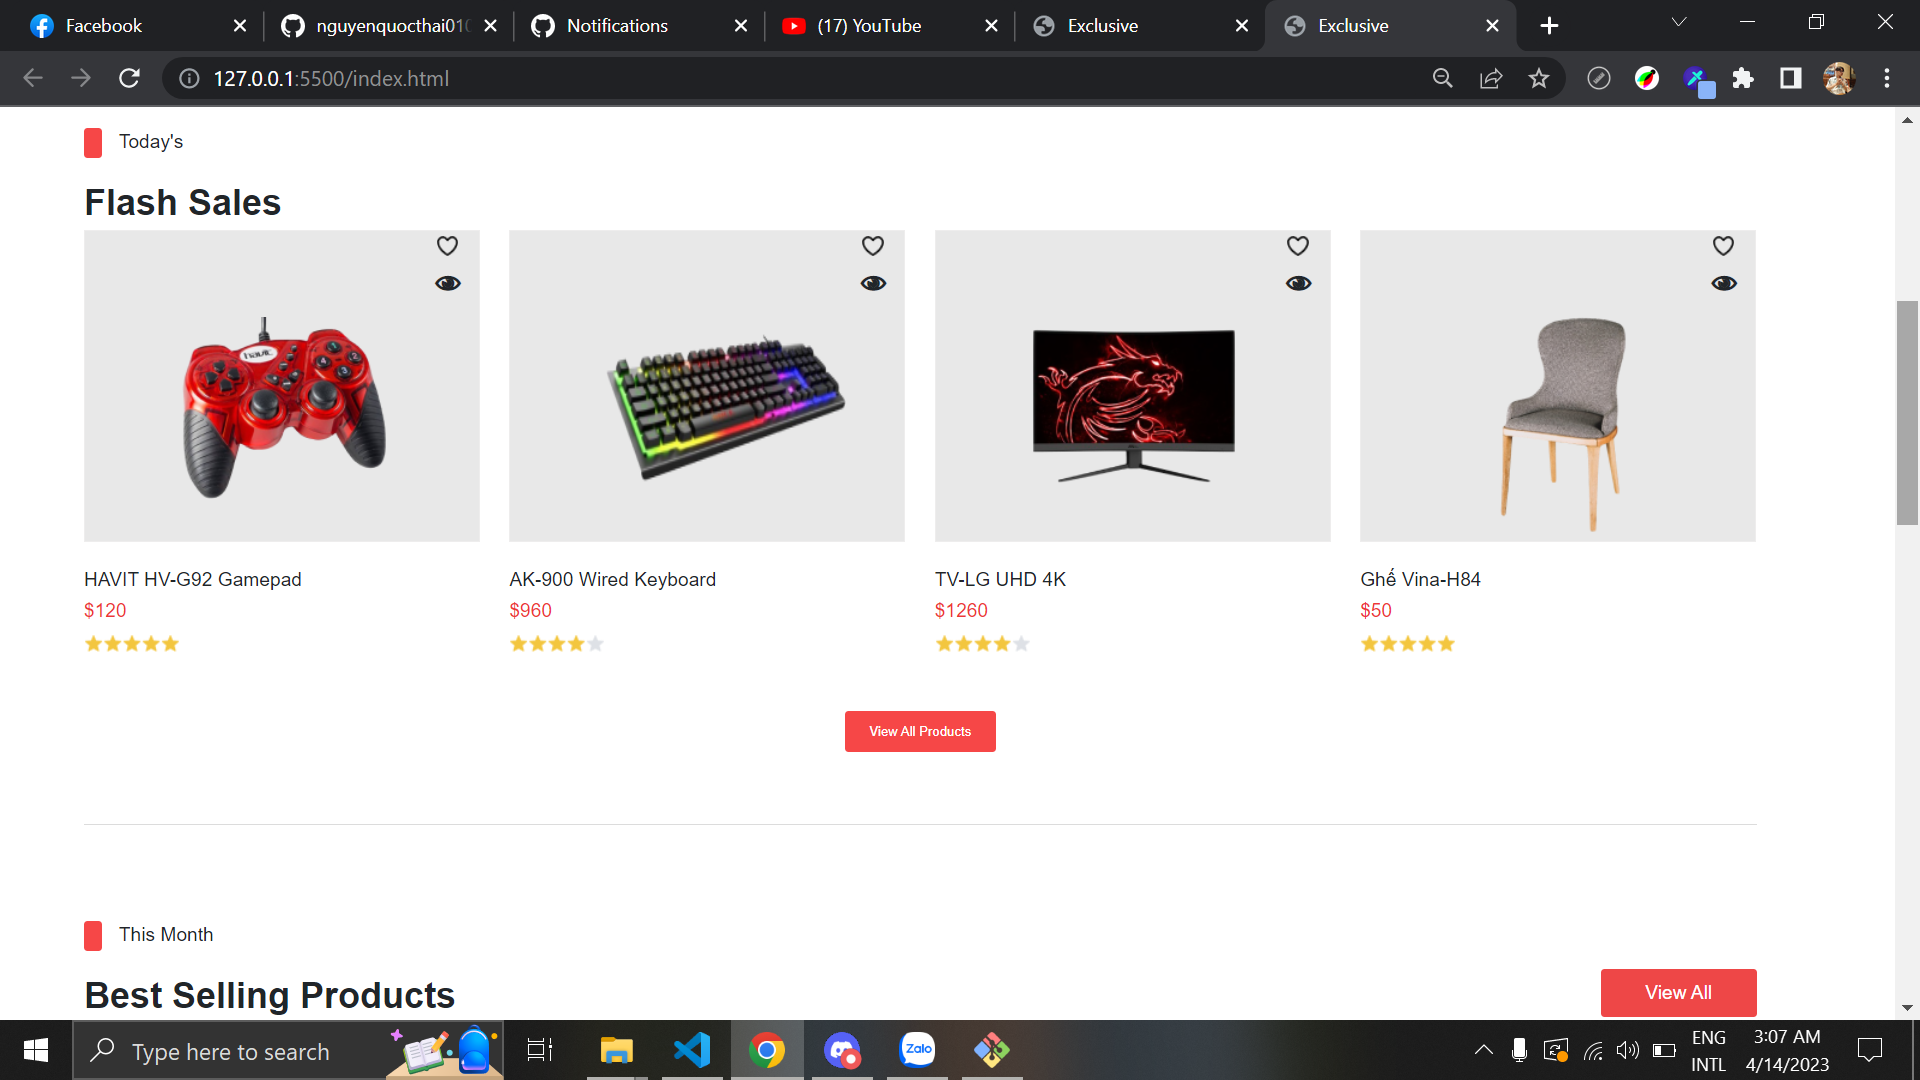 Facebook
nguyenquocthai010
Notifications
(17) YouTube
Exclusive
Exclusive
127.0.0.1:5500/index.html
Today's
Flash Sales
havit
HAVIT HV-G92 Gamepad
$120
AK-900 Wired Keyboard
$960
TV-LG UHD 4K
$1260
Ghế Vina-H84
$50
View All Products
This Month
Best Selling Products
View All
Type here to search
Zalo
ENG
INTL
3:07 AM
4/14/2023